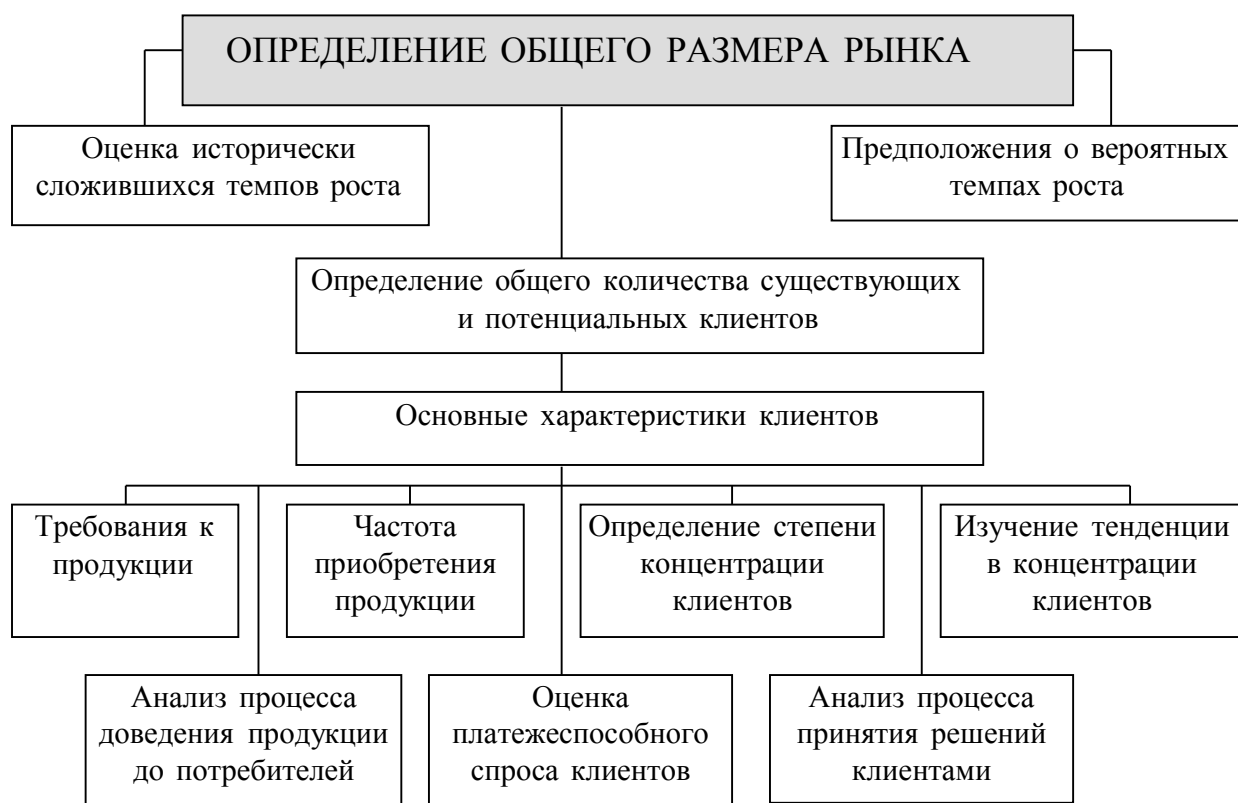 ОПРЕДЕЛЕНИЕ ОБЩЕГО РАЗМЕРА РЫНКА
Оценка исторически
сложившихся темпов роста
Предположения о вероятных
темпах роста
Определение общего количества существующих
и потенциальных клиентов
Основные характеристики клиентов
Требования к
продукции
Частота
приобретения
продукции
Определение степени
концентрации
клиентов
Изучение тенденции
в концентрации
клиентов
Анализ процесса
доведения продукции
до потребителей
Оценка
платежеспособного
спроса клиентов
Анализ процесса
принятия решений
клиентами